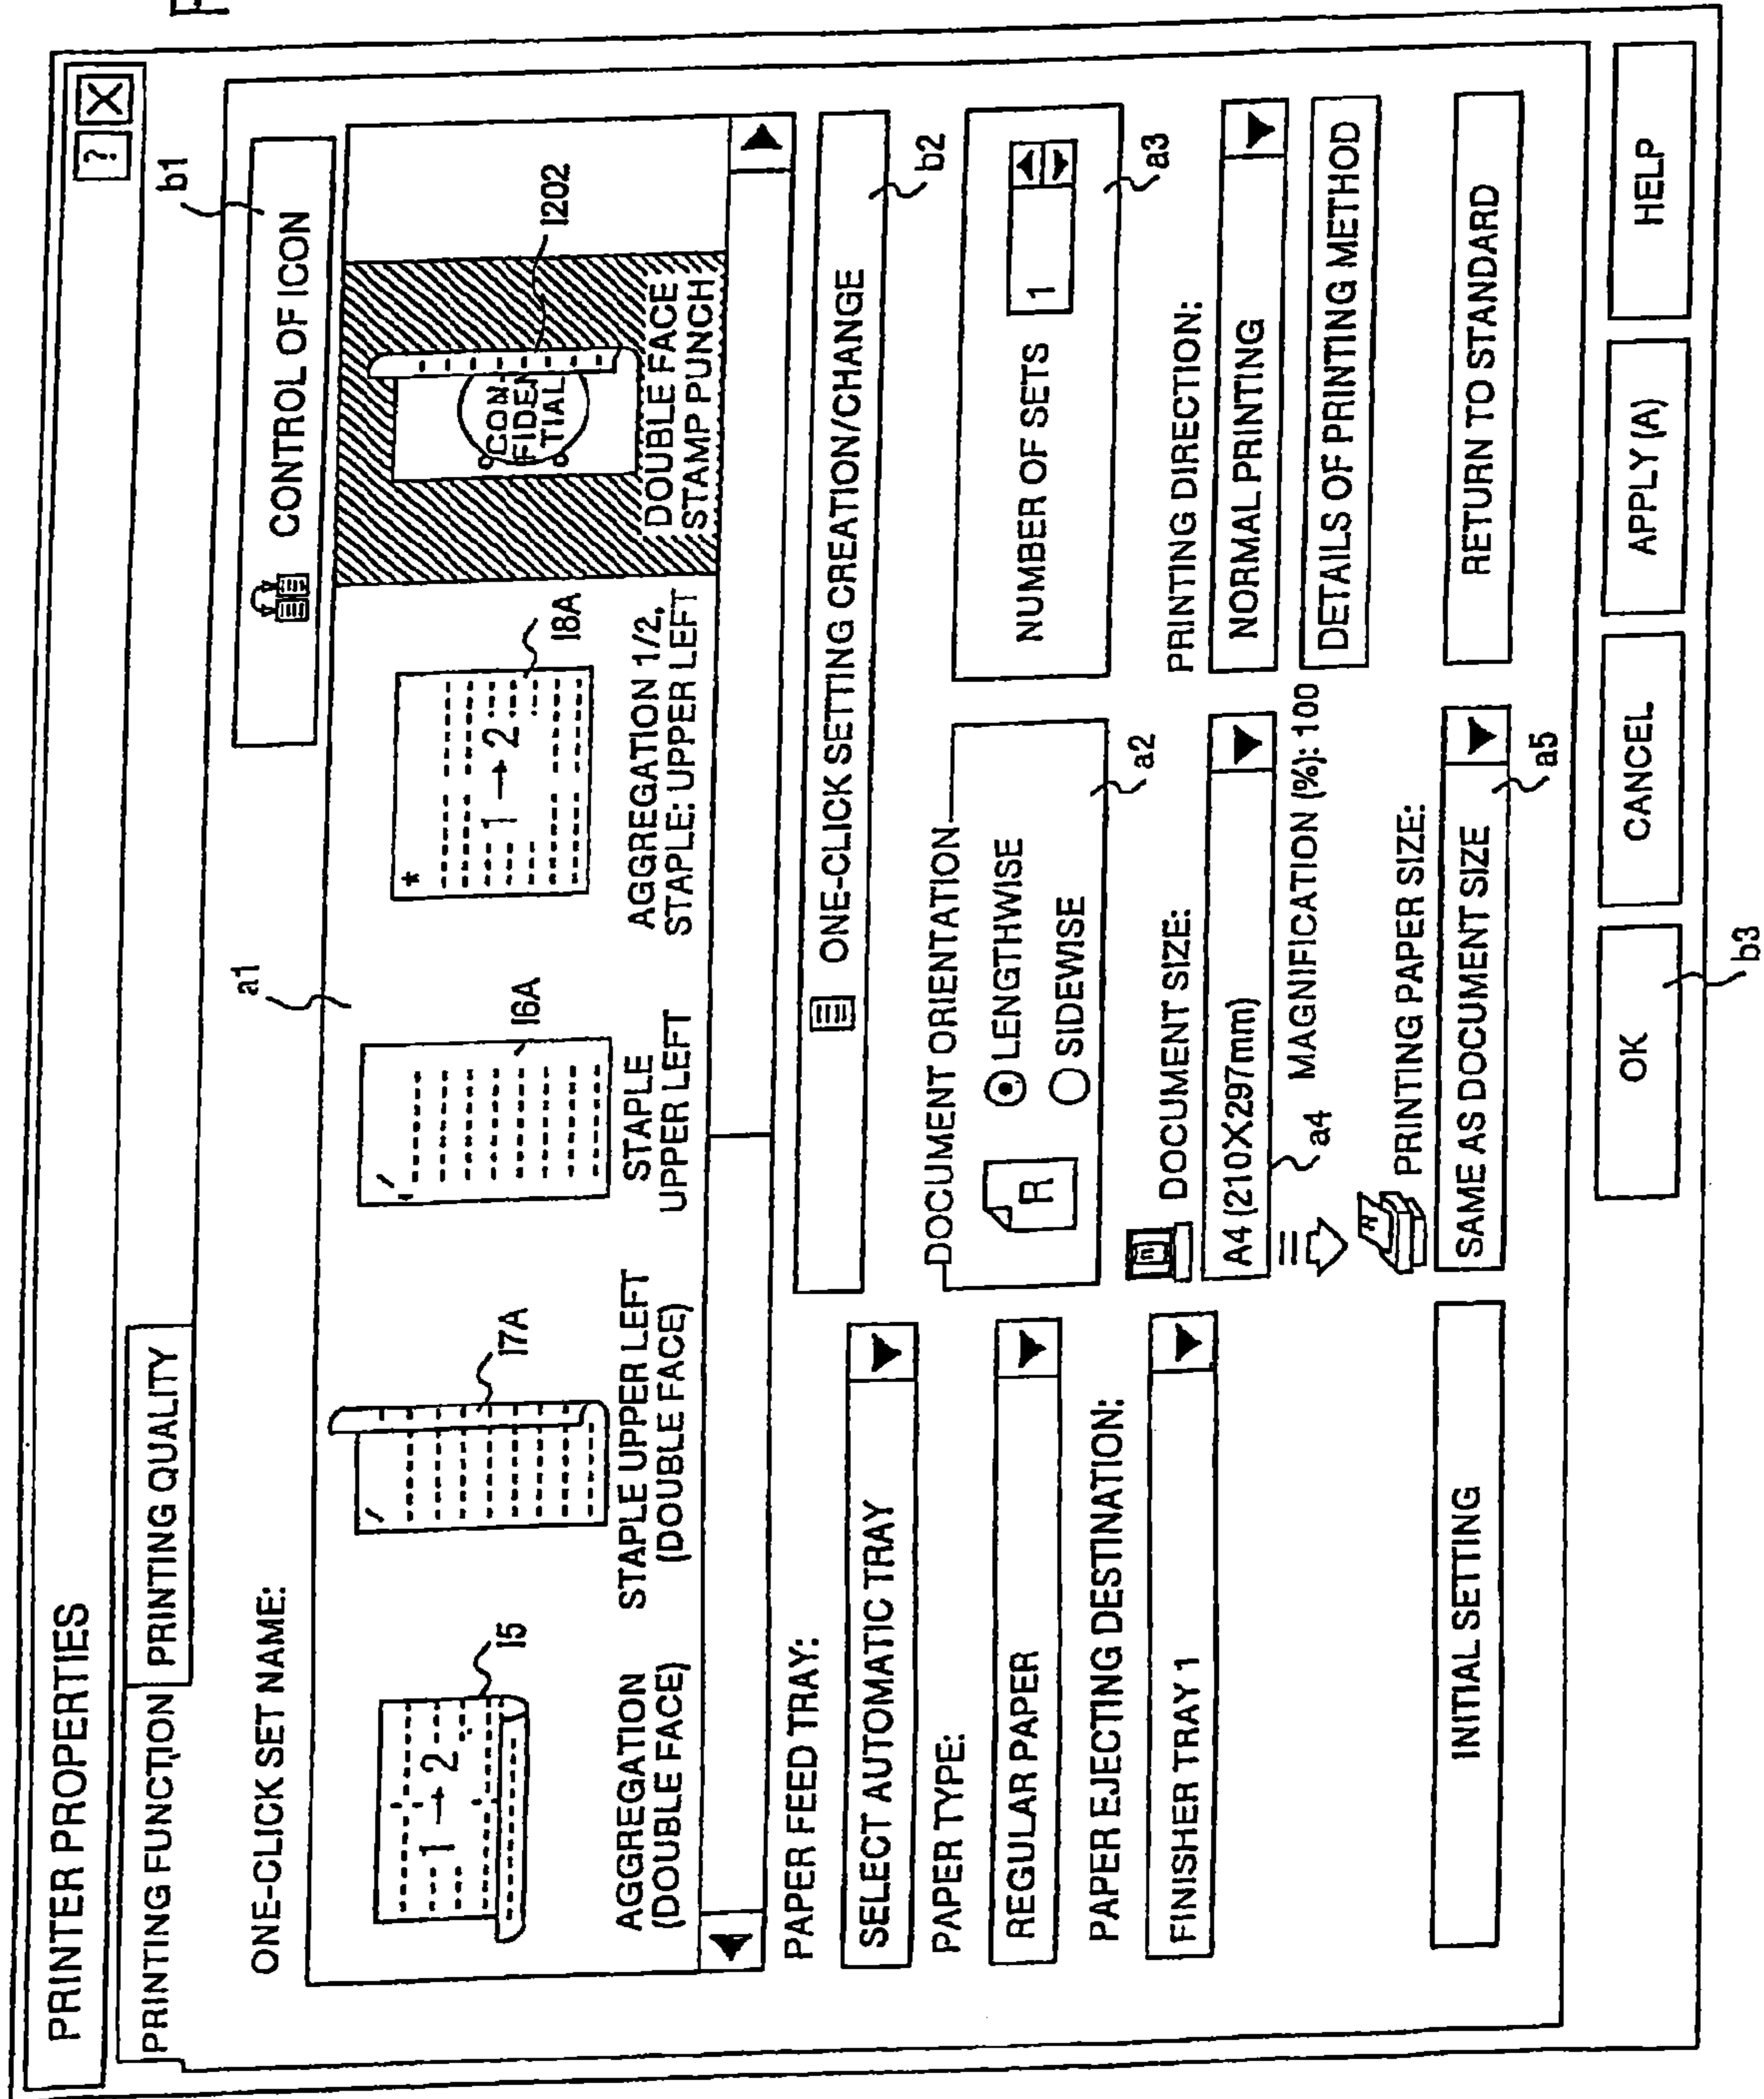 PRINTER PROPERTIES
? X
PRINTING FUNCTION PRINTING QUALITY
b1
ONE-CLICK SET NAME:
a1
CONTROL OF ICON
1 → 2
I5
I7A
I6A
*
1 → 2
I8A
CON-
FIDEN
TIAL
I202
AGGREGATION
(DOUBLE FACE)
STAPLE UPPER LEFT
(DOUBLE FACE)
STAPLE
UPPER LEFT
AGGREGATION 1/2,
STAPLE: UPPER LEFT
DOUBLE FACE
STAMP PUNCH
PAPER FEED TRAY:
SELECT AUTOMATIC TRAY
ONE-CLICK SETTING CREATION/CHANGE
b2
PAPER TYPE:
REGULAR PAPER
DOCUMENT ORIENTATION
R
LENGTHWISE
SIDEWISE
a2
NUMBER OF SETS 1
a3
PAPER EJECTING DESTINATION:
FINISHER TRAY 1
DOCUMENT SIZE:
A4 (210X297mm)
a4
MAGNIFICATION (%): 100
PRINTING DIRECTION:
NORMAL PRINTING
DETAILS OF PRINTING METHOD
PRINTING PAPER SIZE:
SAME AS DOCUMENT SIZE
a5
INITIAL SETTING
RETURN TO STANDARD
OK
CANCEL
APPLY (A)
HELP
b3